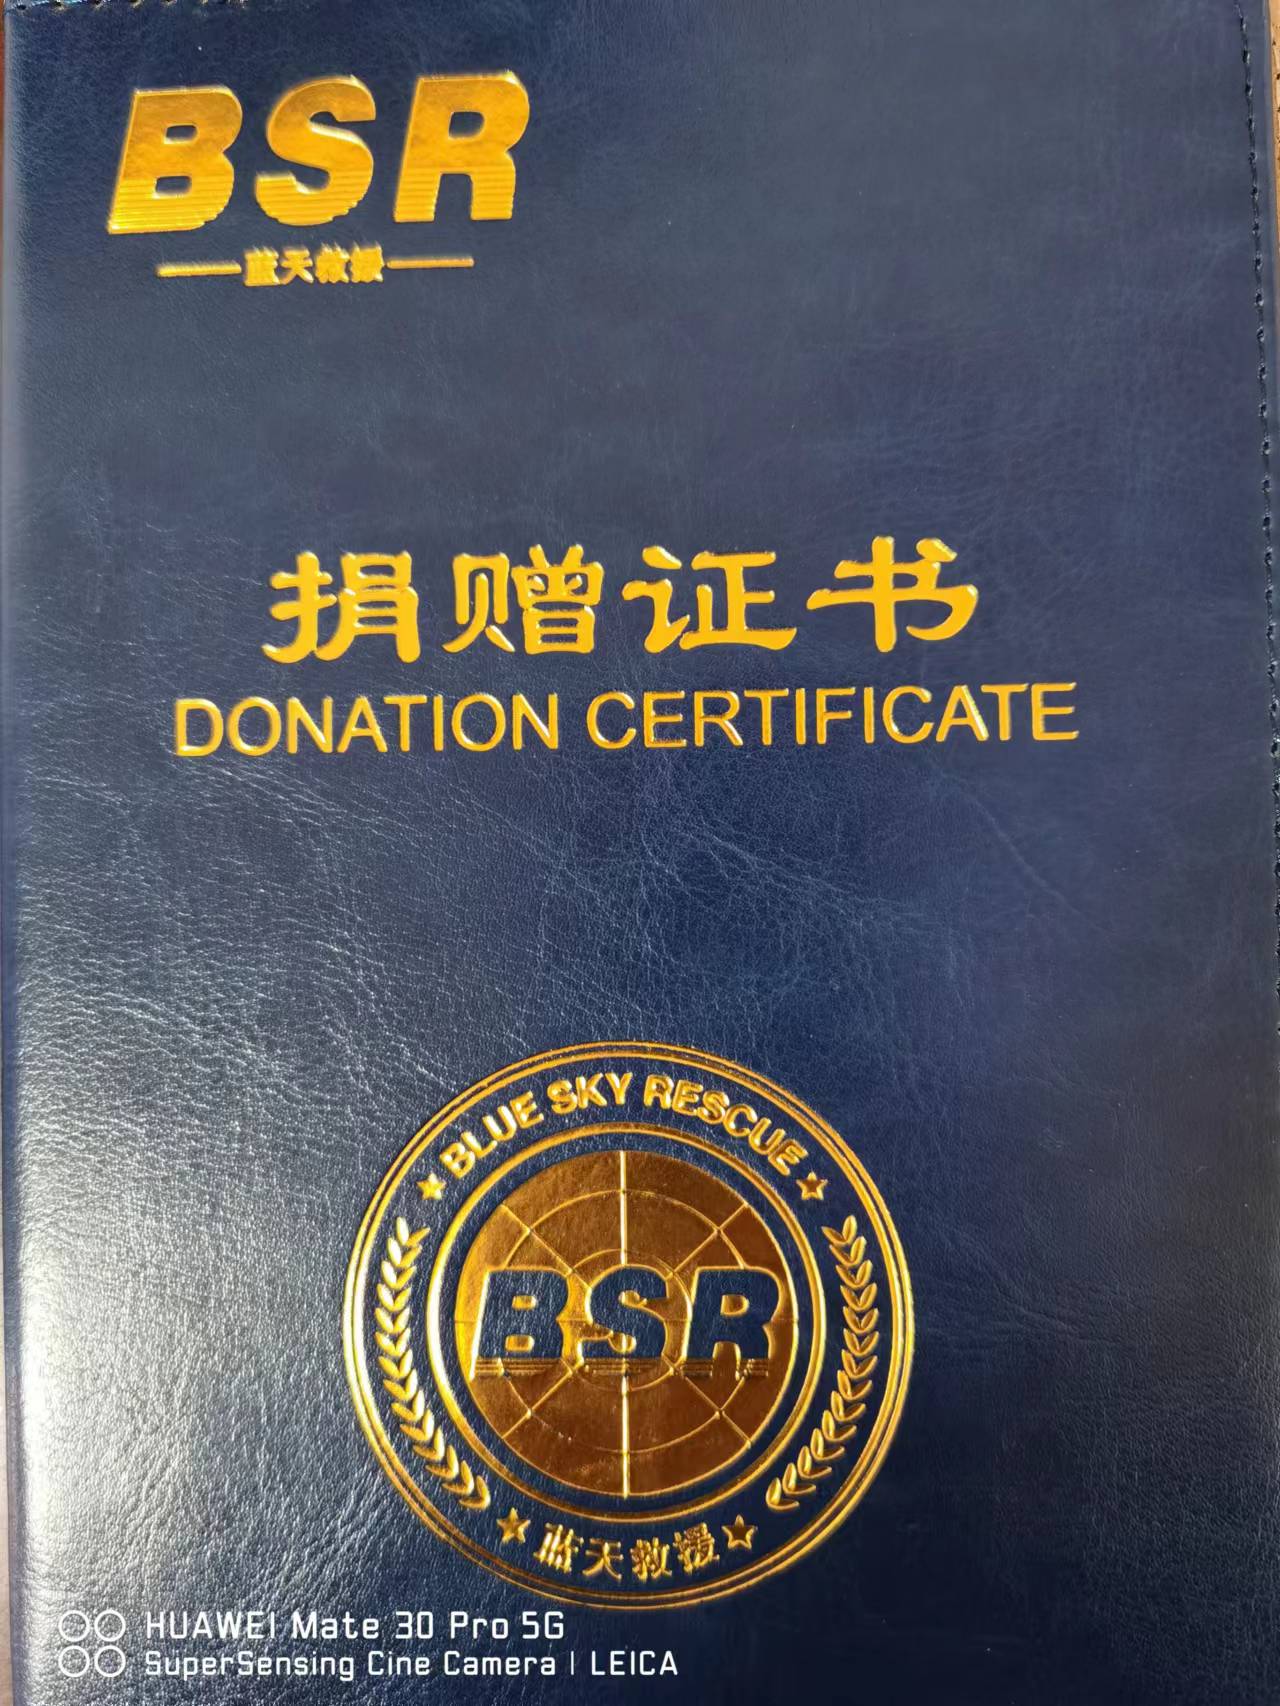 BSR
蓝天救援
捐赠证书
DONATION CERTIFICATE
BLUE SKY RESCUE
BSR
蓝天救援
HUAWEI Mate 30 Pro 5G
SuperSensing Cine Camera | LEICA